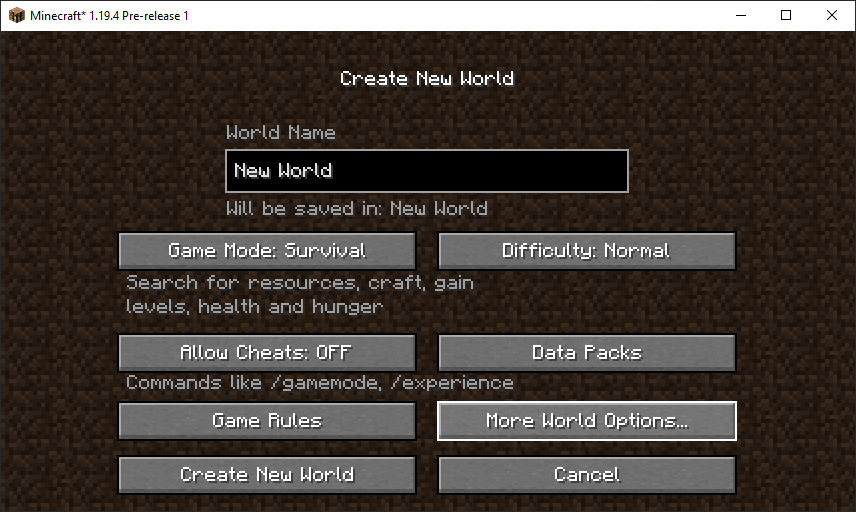 Minecraft* 1.19.4 Pre-release 1
Create New World
World Name
New World
Will be saved in: New World
Game Mode: Survival
Difficulty: Normal
Search for resources, craft, gain
levels, health and hunger
Allow Cheats: OFF
Data Packs
Commands like /gamemode, /experience
Game Rules
More World Options...
Create New World
Cancel